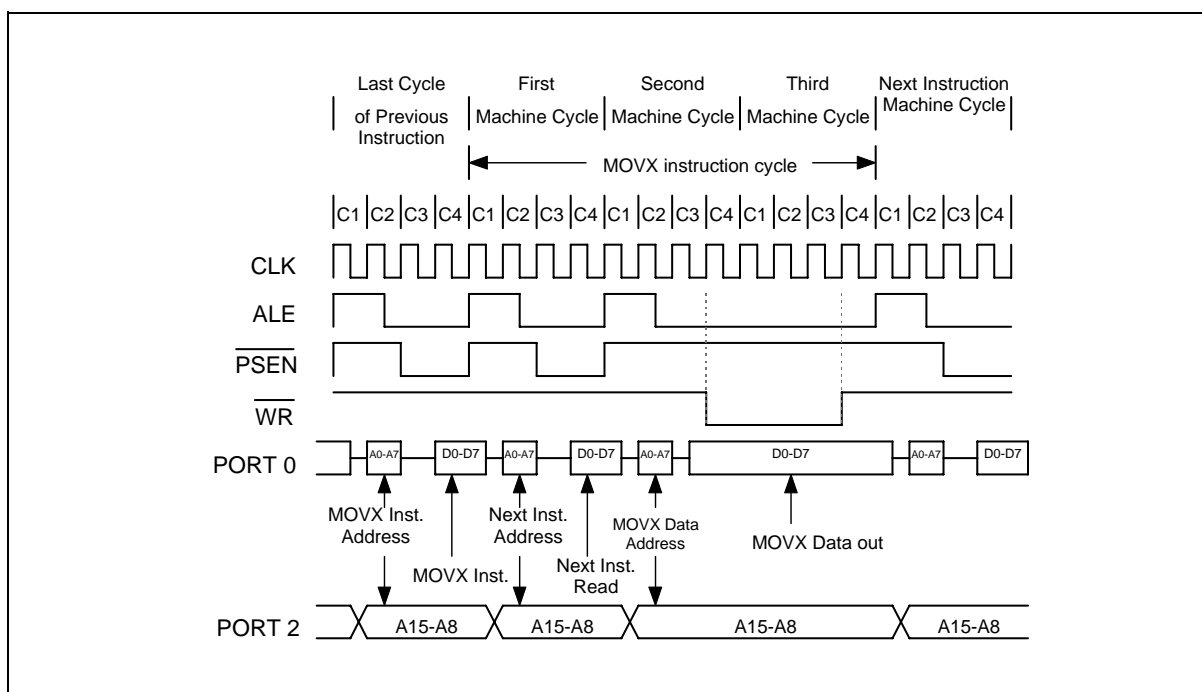 Last Cycle
of Previous
Instruction
First
Machine Cycle
Second
Machine Cycle
Third
Machine Cycle
Next Instruction
Machine Cycle
MOVX instruction cycle
C1 C2 C3 C4 C1 C2 C3 C4 C1 C2 C3 C4 C1 C2 C3 C4 C1 C2 C3 C4
CLK
ALE
PSEN
WR
PORT 0
A0-A7 D0-D7 A0-A7 D0-D7 A0-A7 D0-D7 A0-A7 D0-D7
MOVX Inst.
Address
MOVX Inst.
Next Inst.
Address
Next Inst.
Read
MOVX Data
Address
MOVX Data out
PORT 2
A15-A8 A15-A8 A15-A8 A15-A8